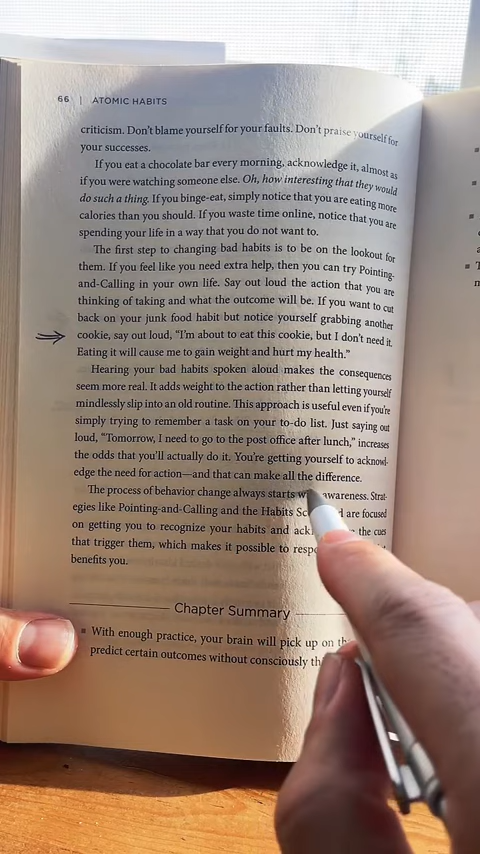 66 | ATOMIC HABITS
criticism. Don't blame yourself for your faults. Don't praise yourself for
your successes.
If you eat a chocolate bar every morning, acknowledge it, almost as
if you were watching someone else. Oh, how interesting that they would
do such a thing. If you binge-eat, simply notice that you are eating more
calories than you should. If you waste time online, notice that you are
spending your life in a way that you do not want to.
The first step to changing bad habits is to be on the lookout for
them. If you feel like you need extra help, then you can try Pointing-
and-Calling in your own life. Say out loud the action that you are
thinking of taking and what the outcome will be. If you want to cut
back on your junk food habit but notice yourself grabbing another
cookie, say out loud, "I'm about to eat this cookie, but I don't need it.
Eating it will cause me to gain weight and hurt my health."
Hearing your bad habits spoken aloud makes the consequences
seem more real. It adds weight to the action rather than letting yourself
mindlessly slip into an old routine. This approach is useful even if you're
simply trying to remember a task on your to-do list. Just saying out
loud, "Tomorrow, I need to go to the post office after lunch," increases
the odds that you'll actually do it. You're getting yourself to acknowl-
edge the need for action—and that can make all the difference.
The process of behavior change always starts awareness. Strat-
egies like Pointing-and-Calling and the Habits are focused
on getting you to recognize your habits and the cues
that trigger them, which makes it possible to
benefits you.
Chapter Summary
▪ With enough practice, your brain will pick up on
predict certain outcomes without consciously